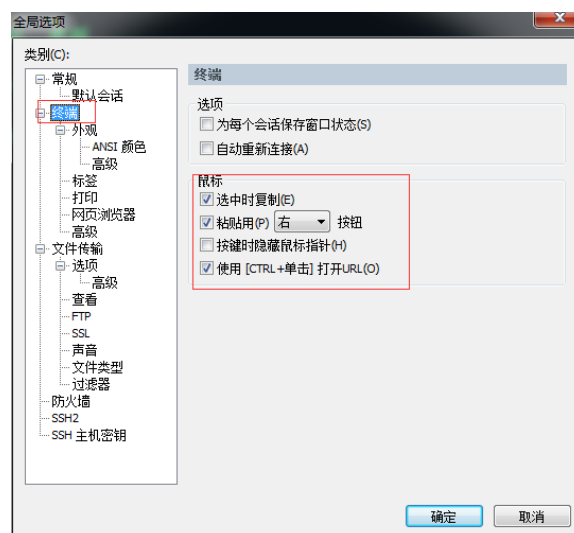 全局选项
类别(C):
常规
默认会话
终端
外观
ANSI 颜色
高级
标签
打印
网页浏览器
高级
文件传输
选项
高级
查看
FTP
SSL
声音
文件类型
过滤器
防火墙
SSH2
SSH 主机密钥
终端
选项
为每个会话保存窗口状态(S)
自动重新连接(A)
鼠标
选中时复制(E)
粘贴用(P) 右 按钮
按键时隐藏鼠标指针(H)
使用 [CTRL+单击] 打开URL(O)
确定 取消